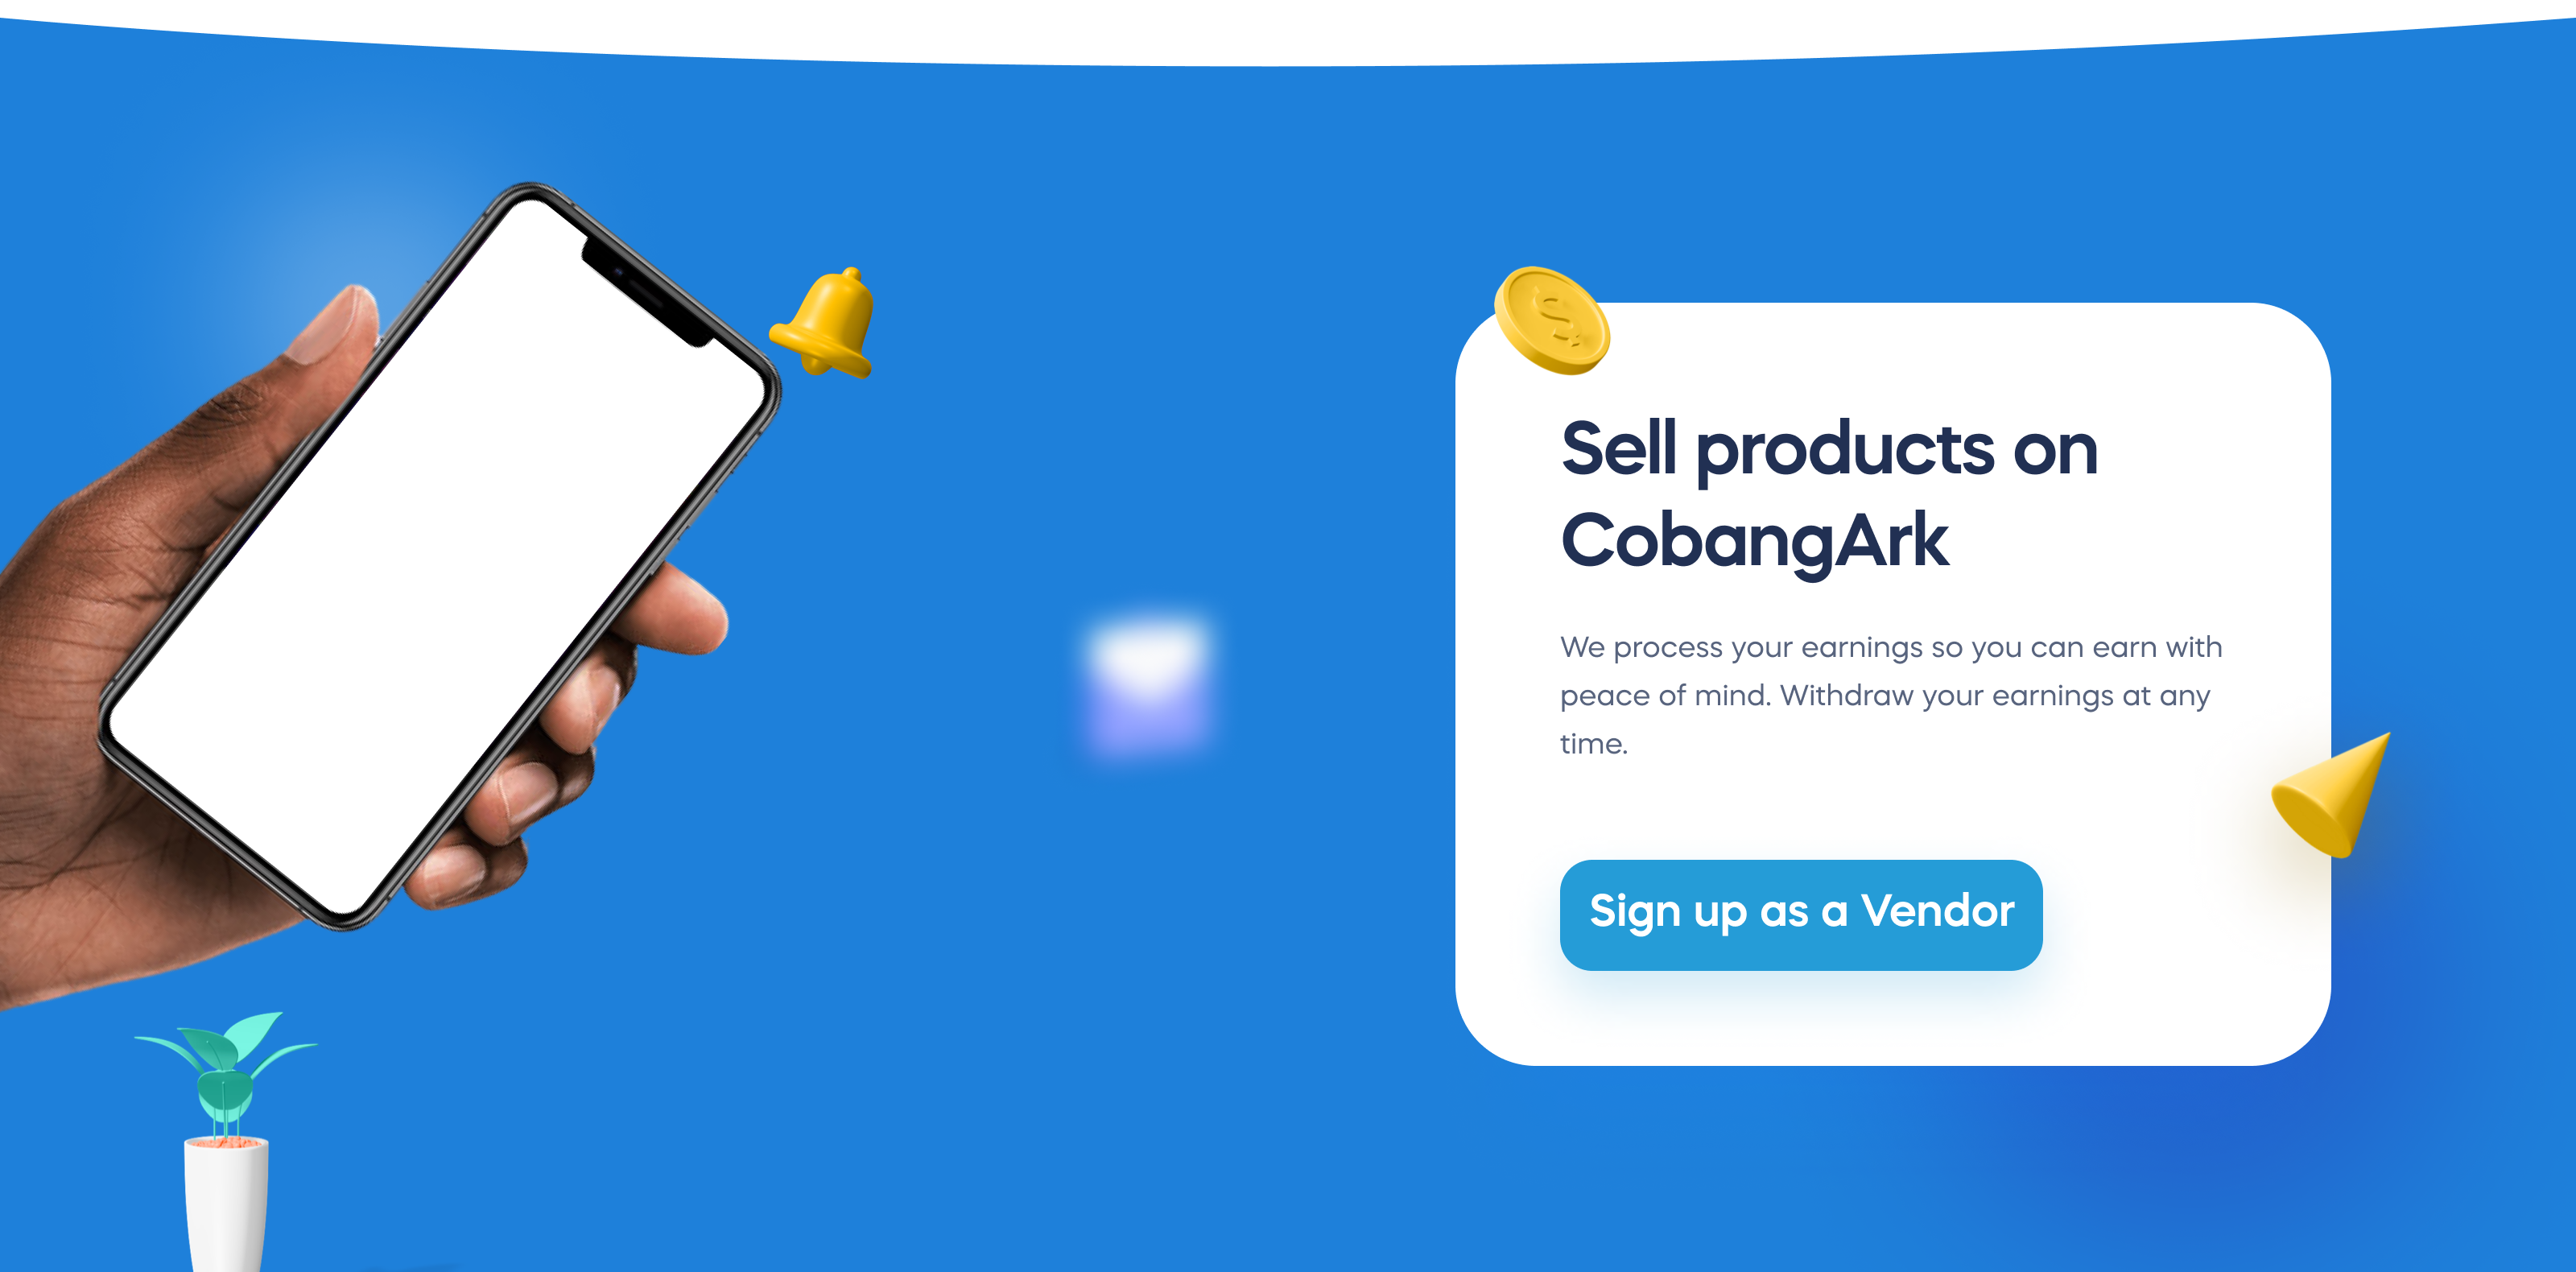 Sell products on
CobangArk
We process your earnings so you can earn with
peace of mind. Withdraw your earnings at any
time.
Sign up as a Vendor